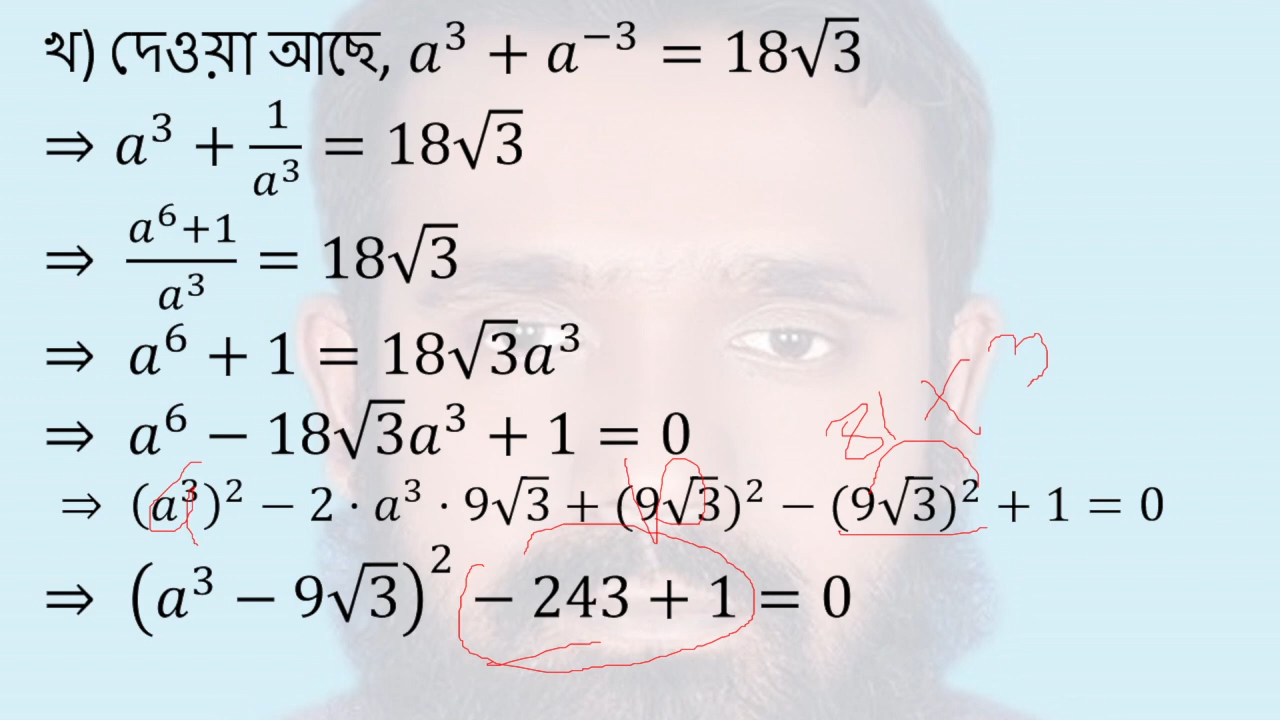 খ) দেওয়া আছে, a³ + a⁻³ = 18√3
⇒ a³ + 1/a³ = 18√3
⇒ (a⁶+1)/a³ = 18√3
⇒ a⁶ + 1 = 18√3a³
⇒ a⁶ − 18√3a³ + 1 = 0
⇒ (a³)² − 2 · a³ · 9√3 + (9√3)² − (9√3)² + 1 = 0
⇒ (a³ − 9√3)² − 243 + 1 = 0